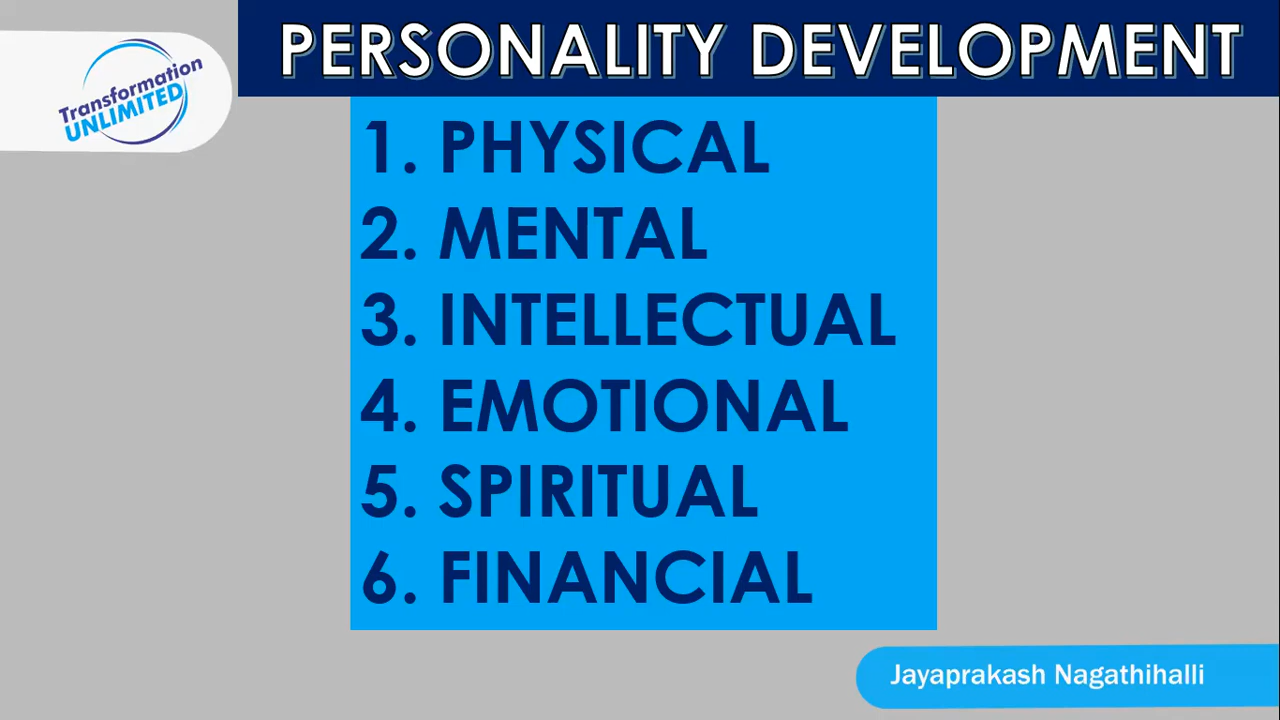 PERSONALITY DEVELOPMENT
Transformation
UNLIMITED
1. PHYSICAL
2. MENTAL
3. INTELLECTUAL
4. EMOTIONAL
5. SPIRITUAL
6. FINANCIAL
Jayaprakash Nagathihalli